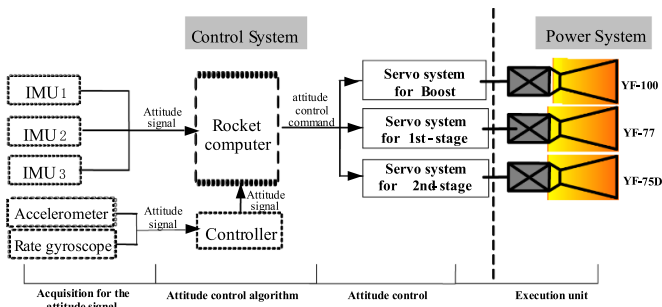 Control System
Power System
IMU1
IMU2
IMU3
Accelerometer
Rate gyroscope
Attitude
signal
Attitude
signal
Rocket
computer
Attitude
signal
Controller
attitude
control
command
Servo system
for Boost
Servo system
for 1st-stage
Servo system
for 2nd-stage
YF-100
YF-77
YF-75D
Acquisition for the
attitude signal
Attitude control algorithm
Attitude control
Execution unit